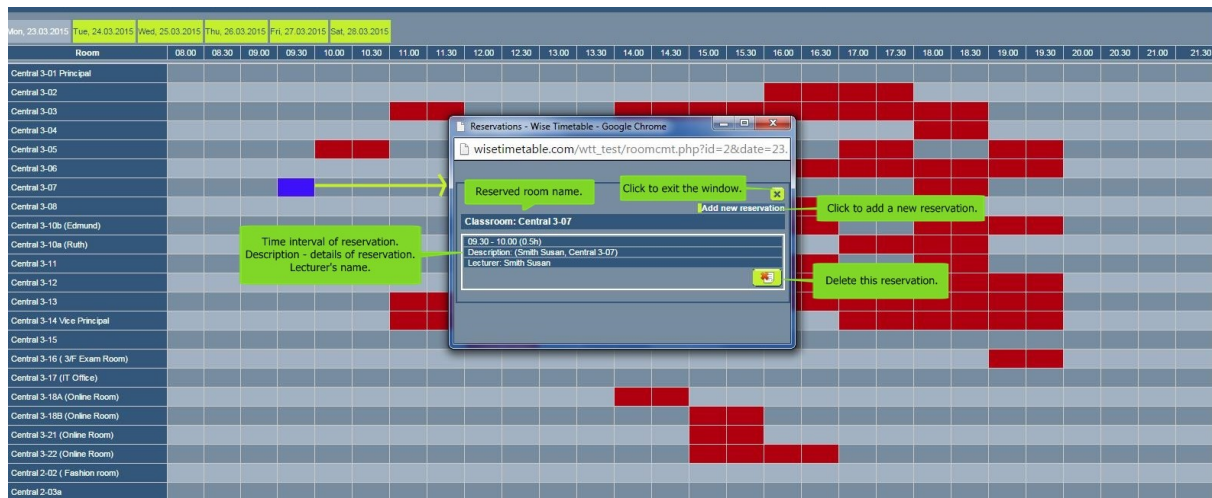 Mon, 23.03.2015 Tue, 24.03.2015 Wed, 25.03.2015 Thu, 26.03.2015 Fri, 27.03.2015 Sat, 28.03.2015
Room 08.00 08.30 09.00 09.30 10.00 10.30 11.00 11.30 12.00 12.30 13.00 13.30 14.00 14.30 15.00 15.30 16.00 16.30 17.00 17.30 18.00 18.30 19.00 19.30 20.00 20.30 21.00 21.30
Central 3-01 Principal
Central 3-02
Central 3-03
Central 3-04
Central 3-05
Central 3-06
Central 3-07
Central 3-08
Central 3-10b (Edmund)
Central 3-10a (Ruth)
Central 3-11
Central 3-12
Central 3-13
Central 3-14 Vice Principal
Central 3-15
Central 3-16 ( 3/F Exam Room)
Central 3-17 (IT Office)
Central 3-18A (Online Room)
Central 3-18B (Online Room)
Central 3-21 (Online Room)
Central 3-22 (Online Room)
Central 2-02 ( Fashion room)
Central 2-03a
Reservations - Wise Timetable - Google Chrome
wisetimetable.com/wtt_test/roomcmt.php?id=2&date=23.
Reserved room name.
Click to exit the window.
Add new reservation
Click to add a new reservation.
Classroom: Central 3-07
09.30 - 10.00 (0.5h)
Description: (Smith Susan, Central 3-07)
Lecturer: Smith Susan
Time interval of reservation.
Description - details of reservation.
Lecturer's name.
Delete this reservation.